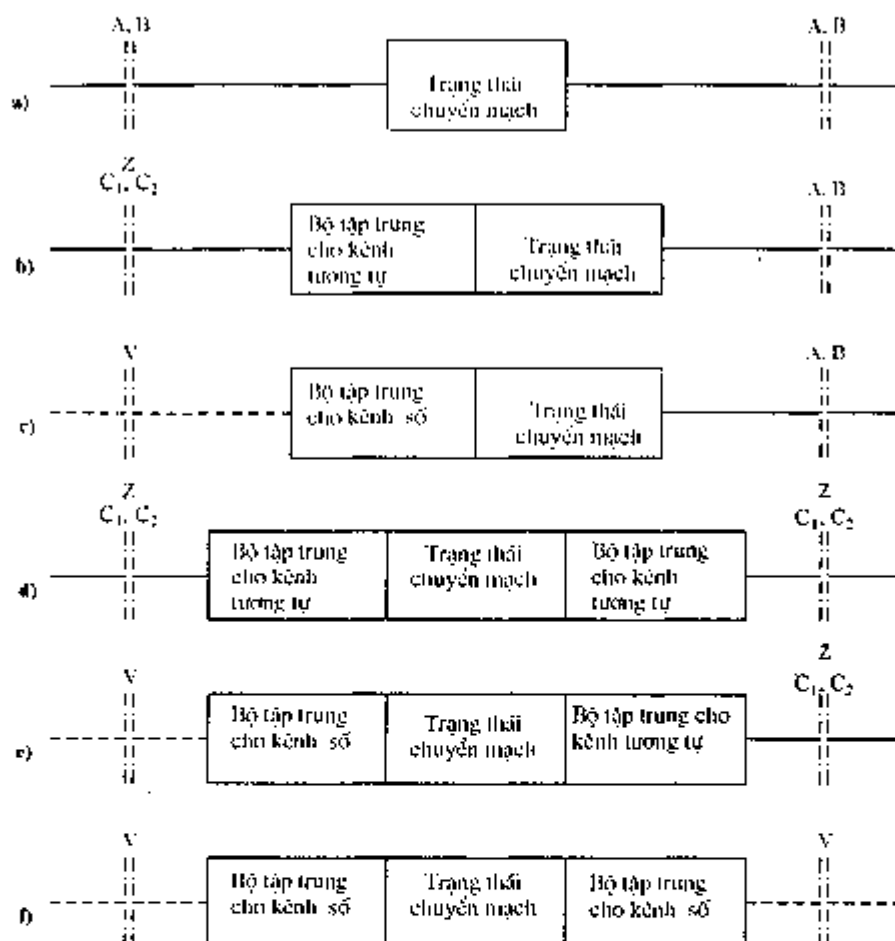 A, B
A, B
a)
Trạng thái
chuyển mạch
Z
C₁, C₂
A, B
b)
Bộ tập trung
cho kênh
tương tự
Trạng thái
chuyển mạch
V
A, B
c)
Bộ tập trung
cho kênh số
Trạng thái
chuyển mạch
Z
C₁, C₂
Z
C₁, C₂
d)
Bộ tập trung
cho kênh
tương tự
Trạng thái
chuyển mạch
Bộ tập trung
cho kênh
tương tự
V
Z
C₁, C₂
e)
Bộ tập trung
cho kênh số
Trạng thái
chuyển mạch
Bộ tập trung cho
kênh tương tự
V
V
f)
Bộ tập trung
cho kênh số
Trạng thái
chuyển mạch
Bộ tập trung
cho kênh số